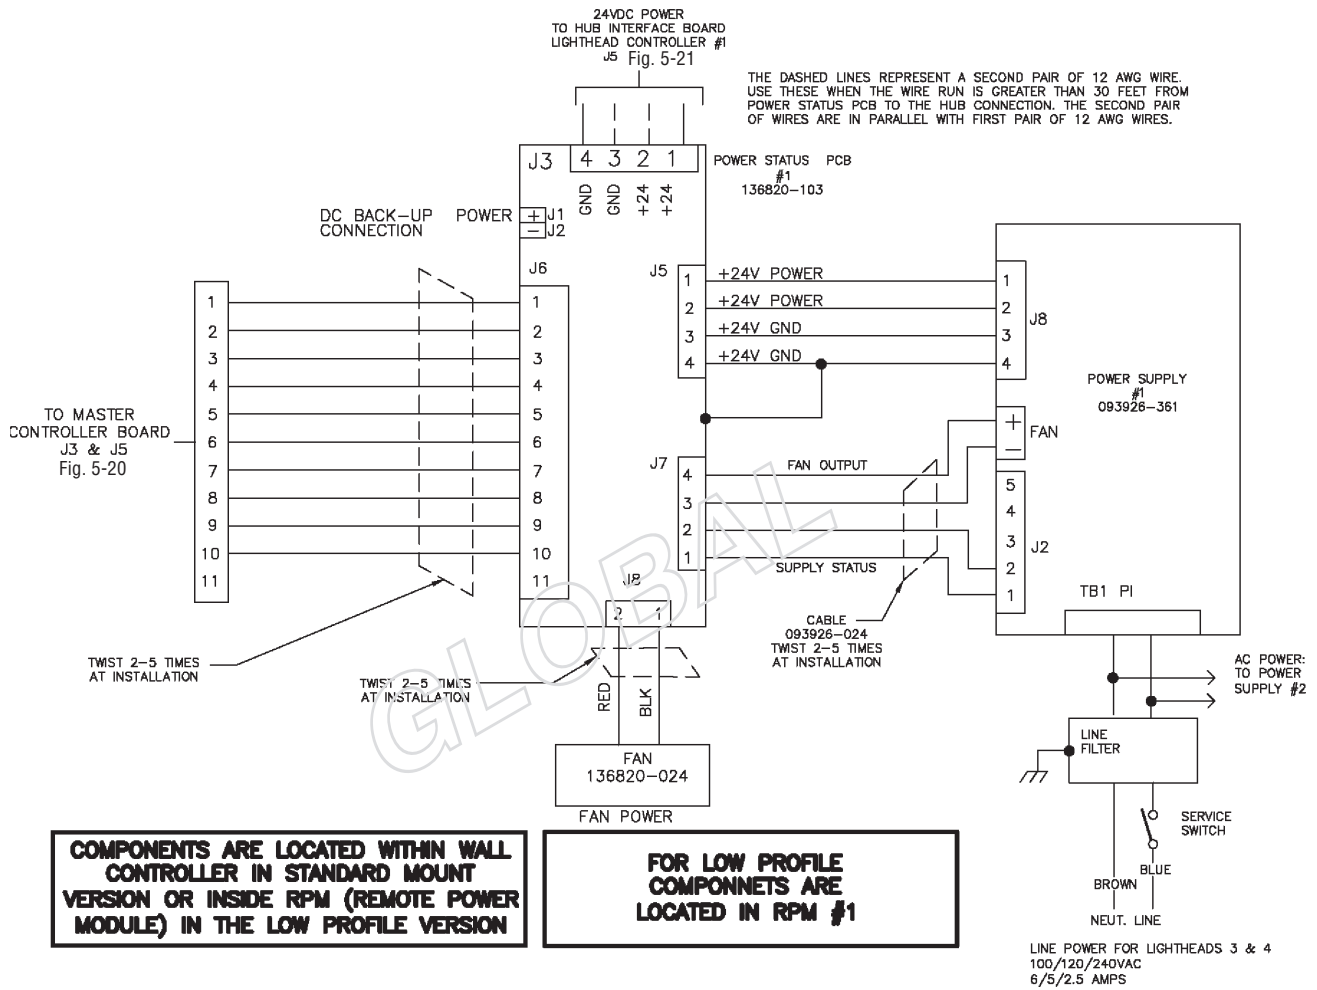 24VDC POWER
TO HUB INTERFACE BOARD
LIGHTHEAD CONTROLLER #1
J5 Fig. 5-21
THE DASHED LINES REPRESENT A SECOND PAIR OF 12 AWG WIRE.
USE THESE WHEN THE WIRE RUN IS GREATER THAN 30 FEET FROM
POWER STATUS PCB TO THE HUB CONNECTION. THE SECOND PAIR
OF WIRES ARE IN PARALLEL WITH FIRST PAIR OF 12 AWG WIRES.
J3 4 3 2 1
GND GND +24 +24
POWER STATUS PCB
#1
136820-103
DC BACK-UP POWER
CONNECTION
+ J1
- J2
J6
1
2
3
4
5
6
7
8
9
10
11
1
2
3
4
5
6
7
8
9
10
11
TO MASTER
CONTROLLER BOARD
J3 & J5
Fig. 5-20
TWIST 2-5 TIMES
AT INSTALLATION
J5
1
2
3
4
+24V POWER
+24V POWER
+24V GND
+24V GND
1
2
3
4
J8
POWER SUPPLY
#1
093926-361
+
-
FAN
J7
4
3
2
1
FAN OUTPUT
SUPPLY STATUS
5
4
3
2
1
J2
TB1 PI
J8
2 1
CABLE
093926-024
TWIST 2-5 TIMES
AT INSTALLATION
TWIST 2-5 TIMES
AT INSTALLATION
RED
BLK
FAN
136820-024
FAN POWER
GLOBAL
AC POWER:
TO POWER
SUPPLY #2
LINE
FILTER
SERVICE
SWITCH
BLUE
BROWN
NEUT. LINE
LINE POWER FOR LIGHTHEADS 3 & 4
100/120/240VAC
6/5/2.5 AMPS
COMPONENTS ARE LOCATED WITHIN WALL
CONTROLLER IN STANDARD MOUNT
VERSION OR INSIDE RPM (REMOTE POWER
MODULE) IN THE LOW PROFILE VERSION
FOR LOW PROFILE
COMPONNETS ARE
LOCATED IN RPM #1